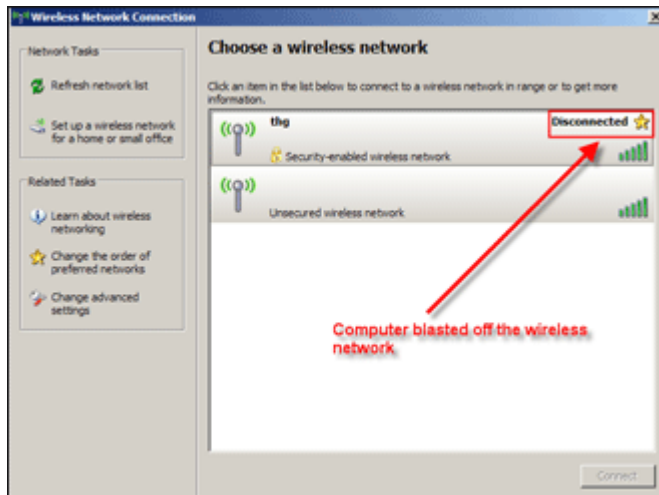 Wireless Network Connection
Network Tasks
Refresh network list
Set up a wireless network
for a home or small office
Related Tasks
Learn about wireless
networking
Change the order of
preferred networks
Change advanced
settings
Choose a wireless network
Click an item in the list below to connect to a wireless network in range or to get more
information.
thg
Disconnected
Security-enabled wireless network
Unsecured wireless network
Computer blasted off the wireless
network
Connect